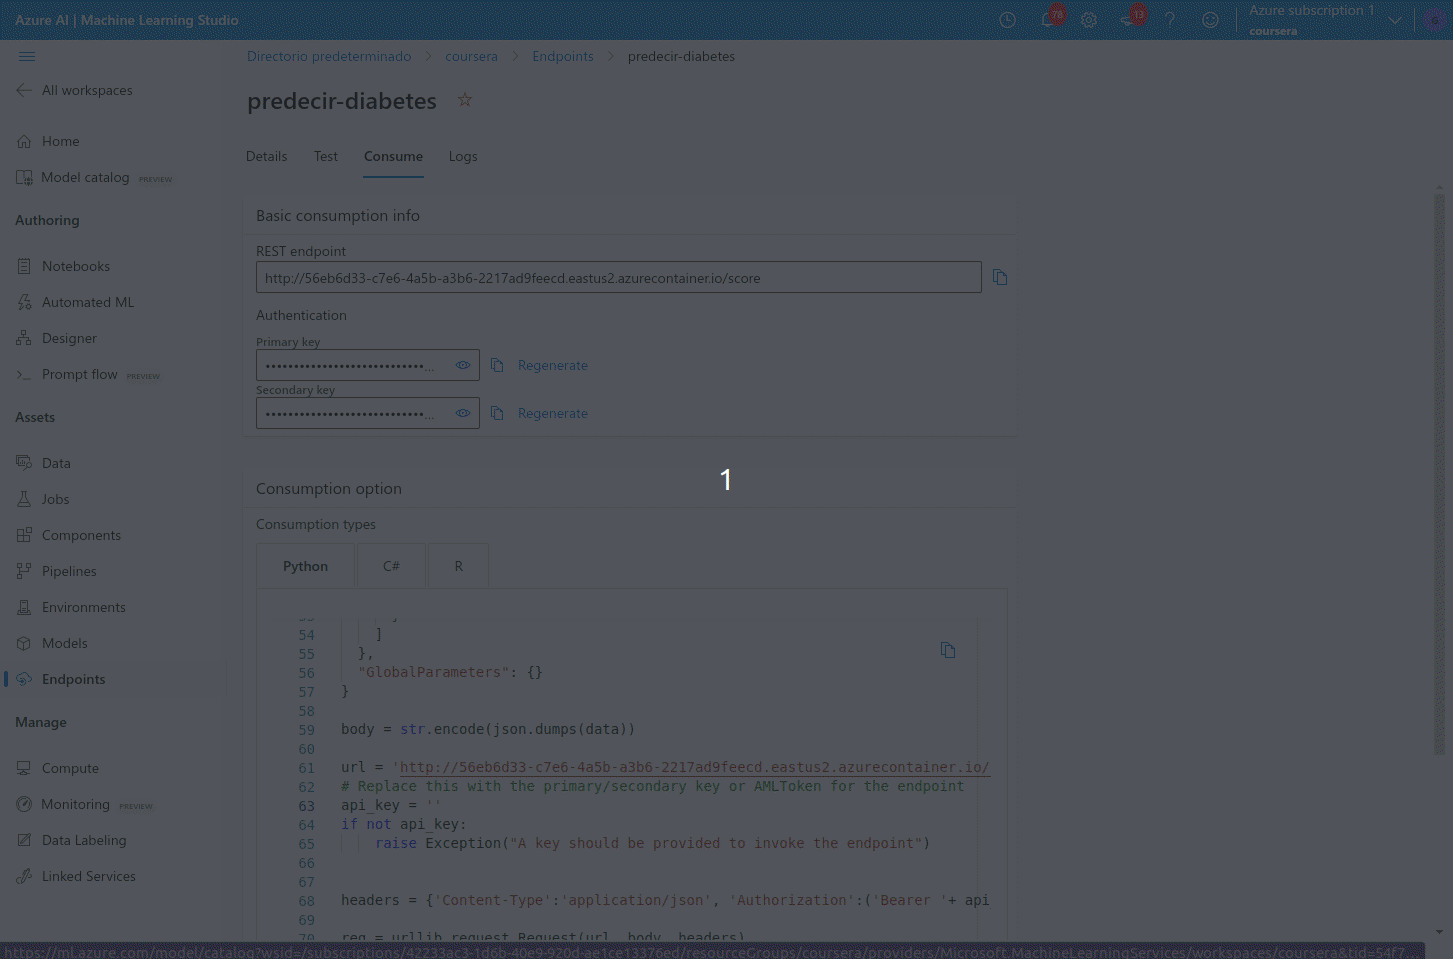 Azure AI | Machine Learning Studio
78
13
Azure subscription 1
coursera
G
Directorio predeterminado > coursera > Endpoints > predecir-diabetes
All workspaces
Home
Model catalog PREVIEW
Authoring
Notebooks
Automated ML
Designer
Prompt flow PREVIEW
Assets
Data
Jobs
Components
Pipelines
Environments
Models
Endpoints
Manage
Compute
Monitoring PREVIEW
Data Labeling
Linked Services
predecir-diabetes
Details Test Consume Logs
Basic consumption info
REST endpoint
http://56eb6d33-c7e6-4a5b-a3b6-2217ad9feecd.eastus2.azurecontainer.io/score
Authentication
Primary key
••••••••••••••••••••••••••••...
Regenerate
Secondary key
••••••••••••••••••••••••••••...
Regenerate
1
Consumption option
Consumption types
Python C# R
54 ]
55 },
56 "GlobalParameters": {}
57 }
58
59 body = str.encode(json.dumps(data))
60
61 url = 'http://56eb6d33-c7e6-4a5b-a3b6-2217ad9feecd.eastus2.azurecontainer.io/
62 # Replace this with the primary/secondary key or AMLToken for the endpoint
63 api_key = ''
64 if not api_key:
65 raise Exception("A key should be provided to invoke the endpoint")
66
67
68 headers = {'Content-Type':'application/json', 'Authorization':('Bearer '+ api
69
70 req = urllib.request.Request(url, body, headers)
https://ml.azure.com/model/catalog?wsid=/subscriptions/42233ac3-1d6b-40e9-920d-ae1ce13376ed/resourceGroups/coursera/providers/Microsoft.MachineLearningServices/workspaces/coursera&tid=54f7...